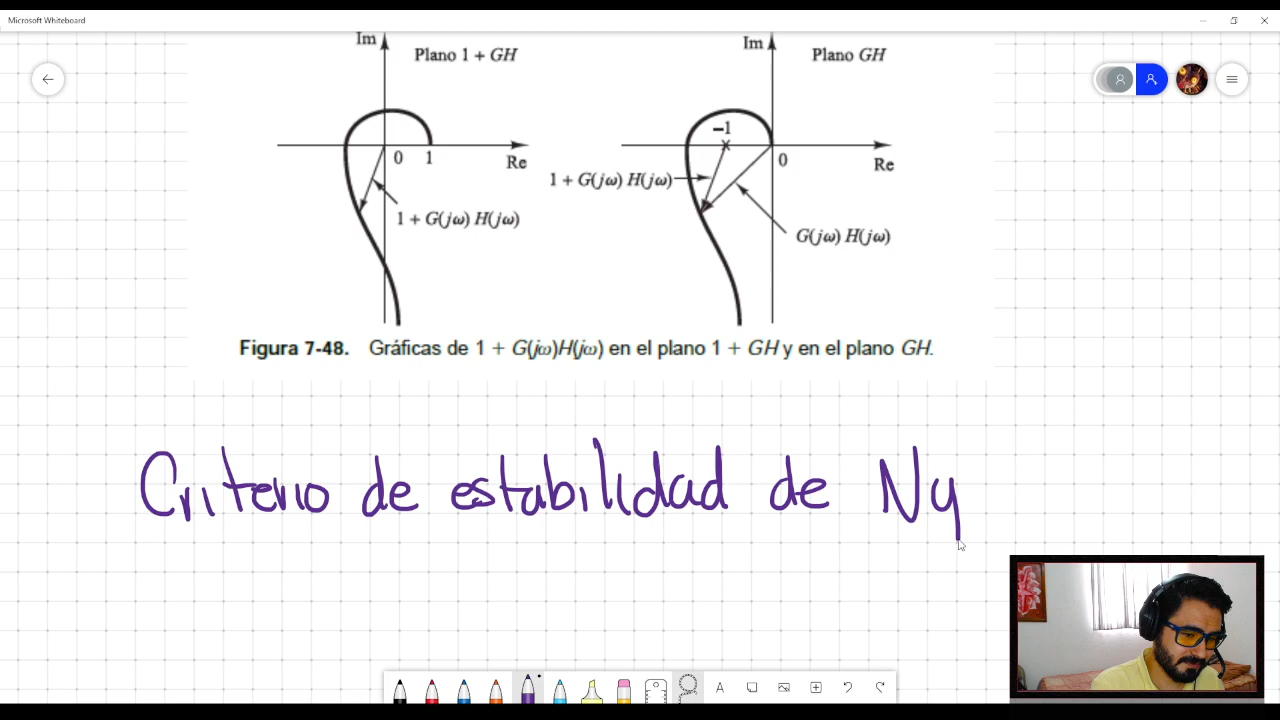 Microsoft Whiteboard
Im
Plano 1 + GH
0
1
Re
1 + G(jω) H(jω)
Im
Plano GH
−1
0
Re
1 + G(jω) H(jω)
G(jω) H(jω)
Figura 7-48. Gráficas de 1 + G(jω)H(jω) en el plano 1 + GH y en el plano GH.
Criterio de estabilidad de Ny
A